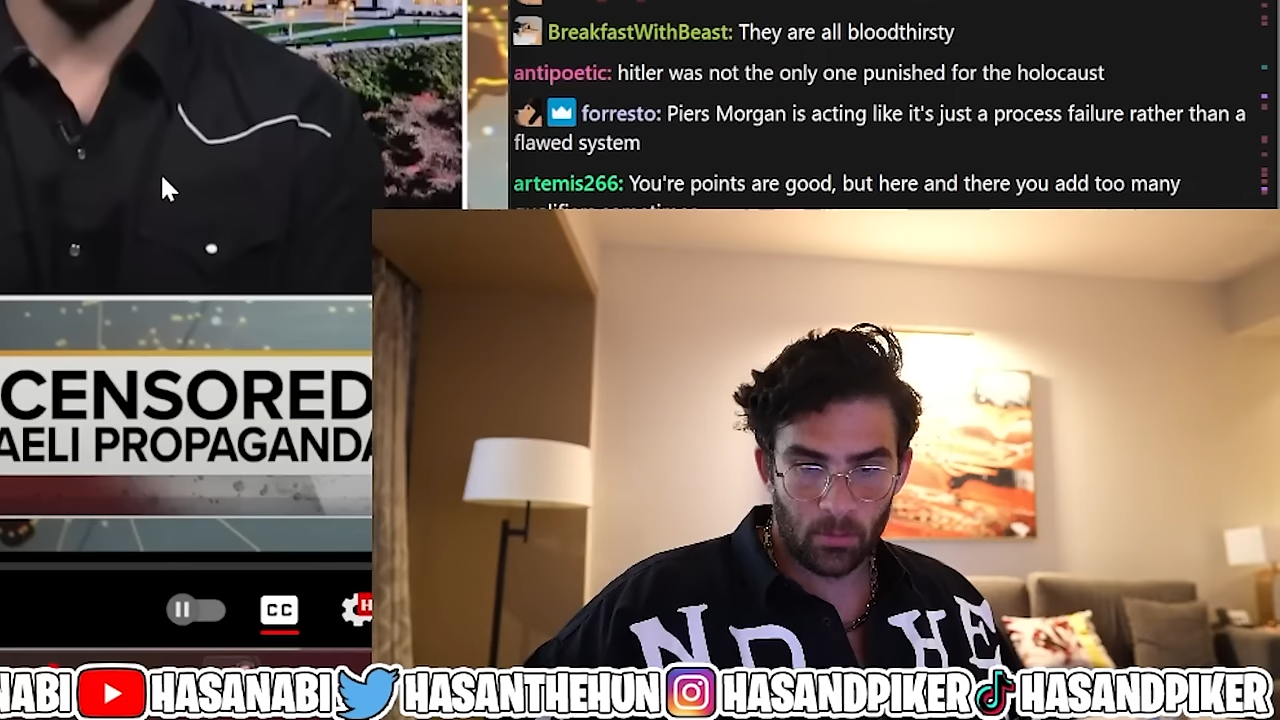 BreakfastWithBeast: They are all bloodthirsty
antipoetic: hitler was not the only one punished for the holocaust
forresto: Piers Morgan is acting like it's just a process failure rather than a
flawed system
artemis266: You're points are good, but here and there you add too many
CENSORED
AELI PROPAGANDA
CC
H
ND HE
NABI HASANABI HASANTHEHUN HASANDPIKER HASANDPIKER